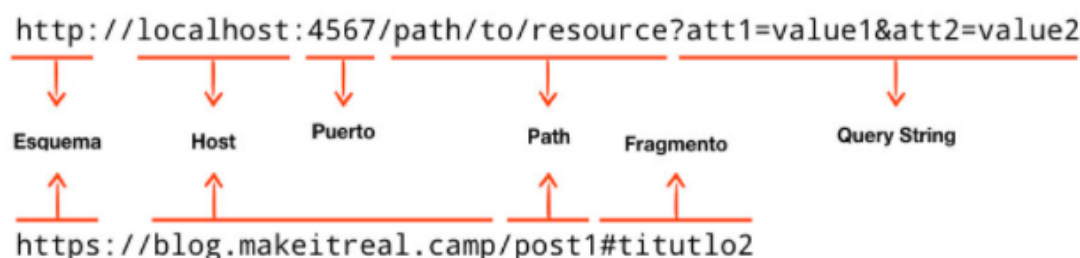 http://localhost:4567/path/to/resource?att1=value1&att2=value2
Esquema Host Puerto Path Fragmento Query String
https://blog.makeitreal.camp/post1#titutlo2